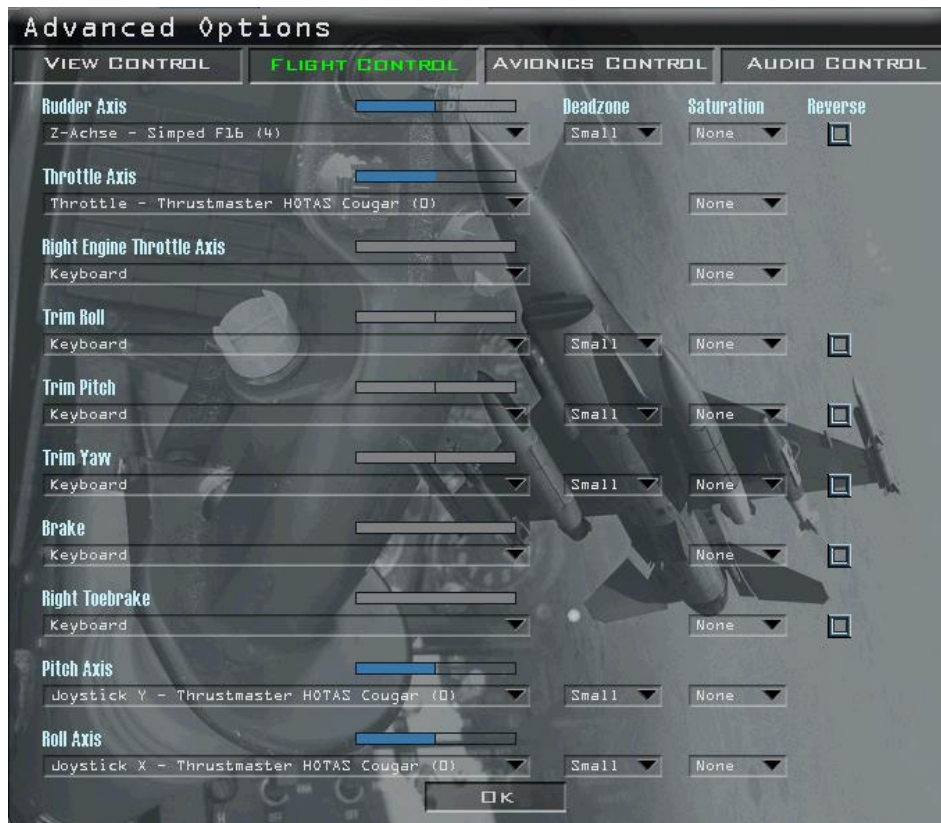 Advanced Options
VIEW CONTROL FLIGHT CONTROL AVIONICS CONTROL AUDIO CONTROL
Rudder Axis Deadzone Saturation Reverse
Z-Achse - Simped F16 (4) Small None
Throttle Axis
Throttle - Thrustmaster HOTAS Cougar (0) None
Right Engine Throttle Axis
Keyboard None
Trim Roll
Keyboard Small None
Trim Pitch
Keyboard Small None
Trim Yaw
Keyboard Small None
Brake
Keyboard None
Right Toebrake
Keyboard None
Pitch Axis
Joystick Y - Thrustmaster HOTAS Cougar (0) Small None
Roll Axis
Joystick X - Thrustmaster HOTAS Cougar (0) Small None
OK